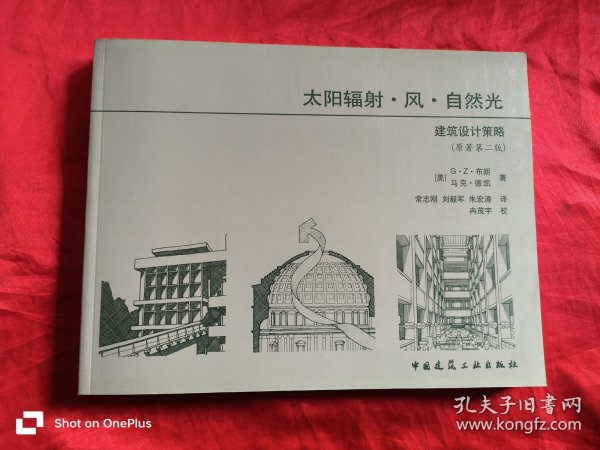 太阳辐射·风·自然光
建筑设计策略
(原著第二版)
[美] G·Z·布朗 著
马克·德凯
常志刚 刘毅军 朱宏涛 译
冉茂宇 校
中国建筑工业出版社
Shot on OnePlus
孔夫子旧书网
www.kongfz.com